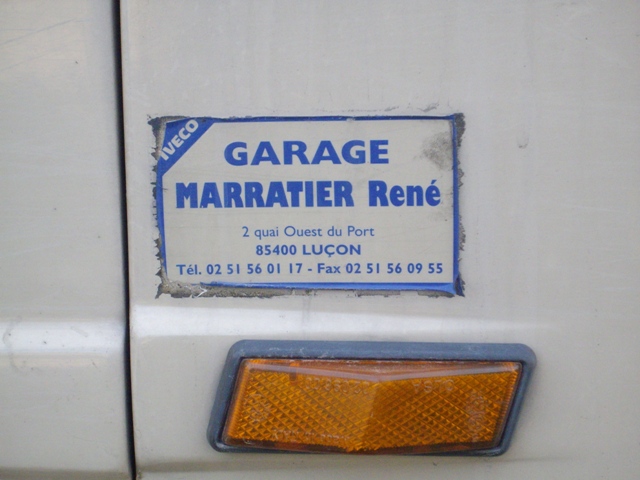 IVECO
GARAGE
MARRATIER René
2 quai Ouest du Port
85400 LUÇON
Tél. 02 51 56 01 17 - Fax 02 51 56 09 55